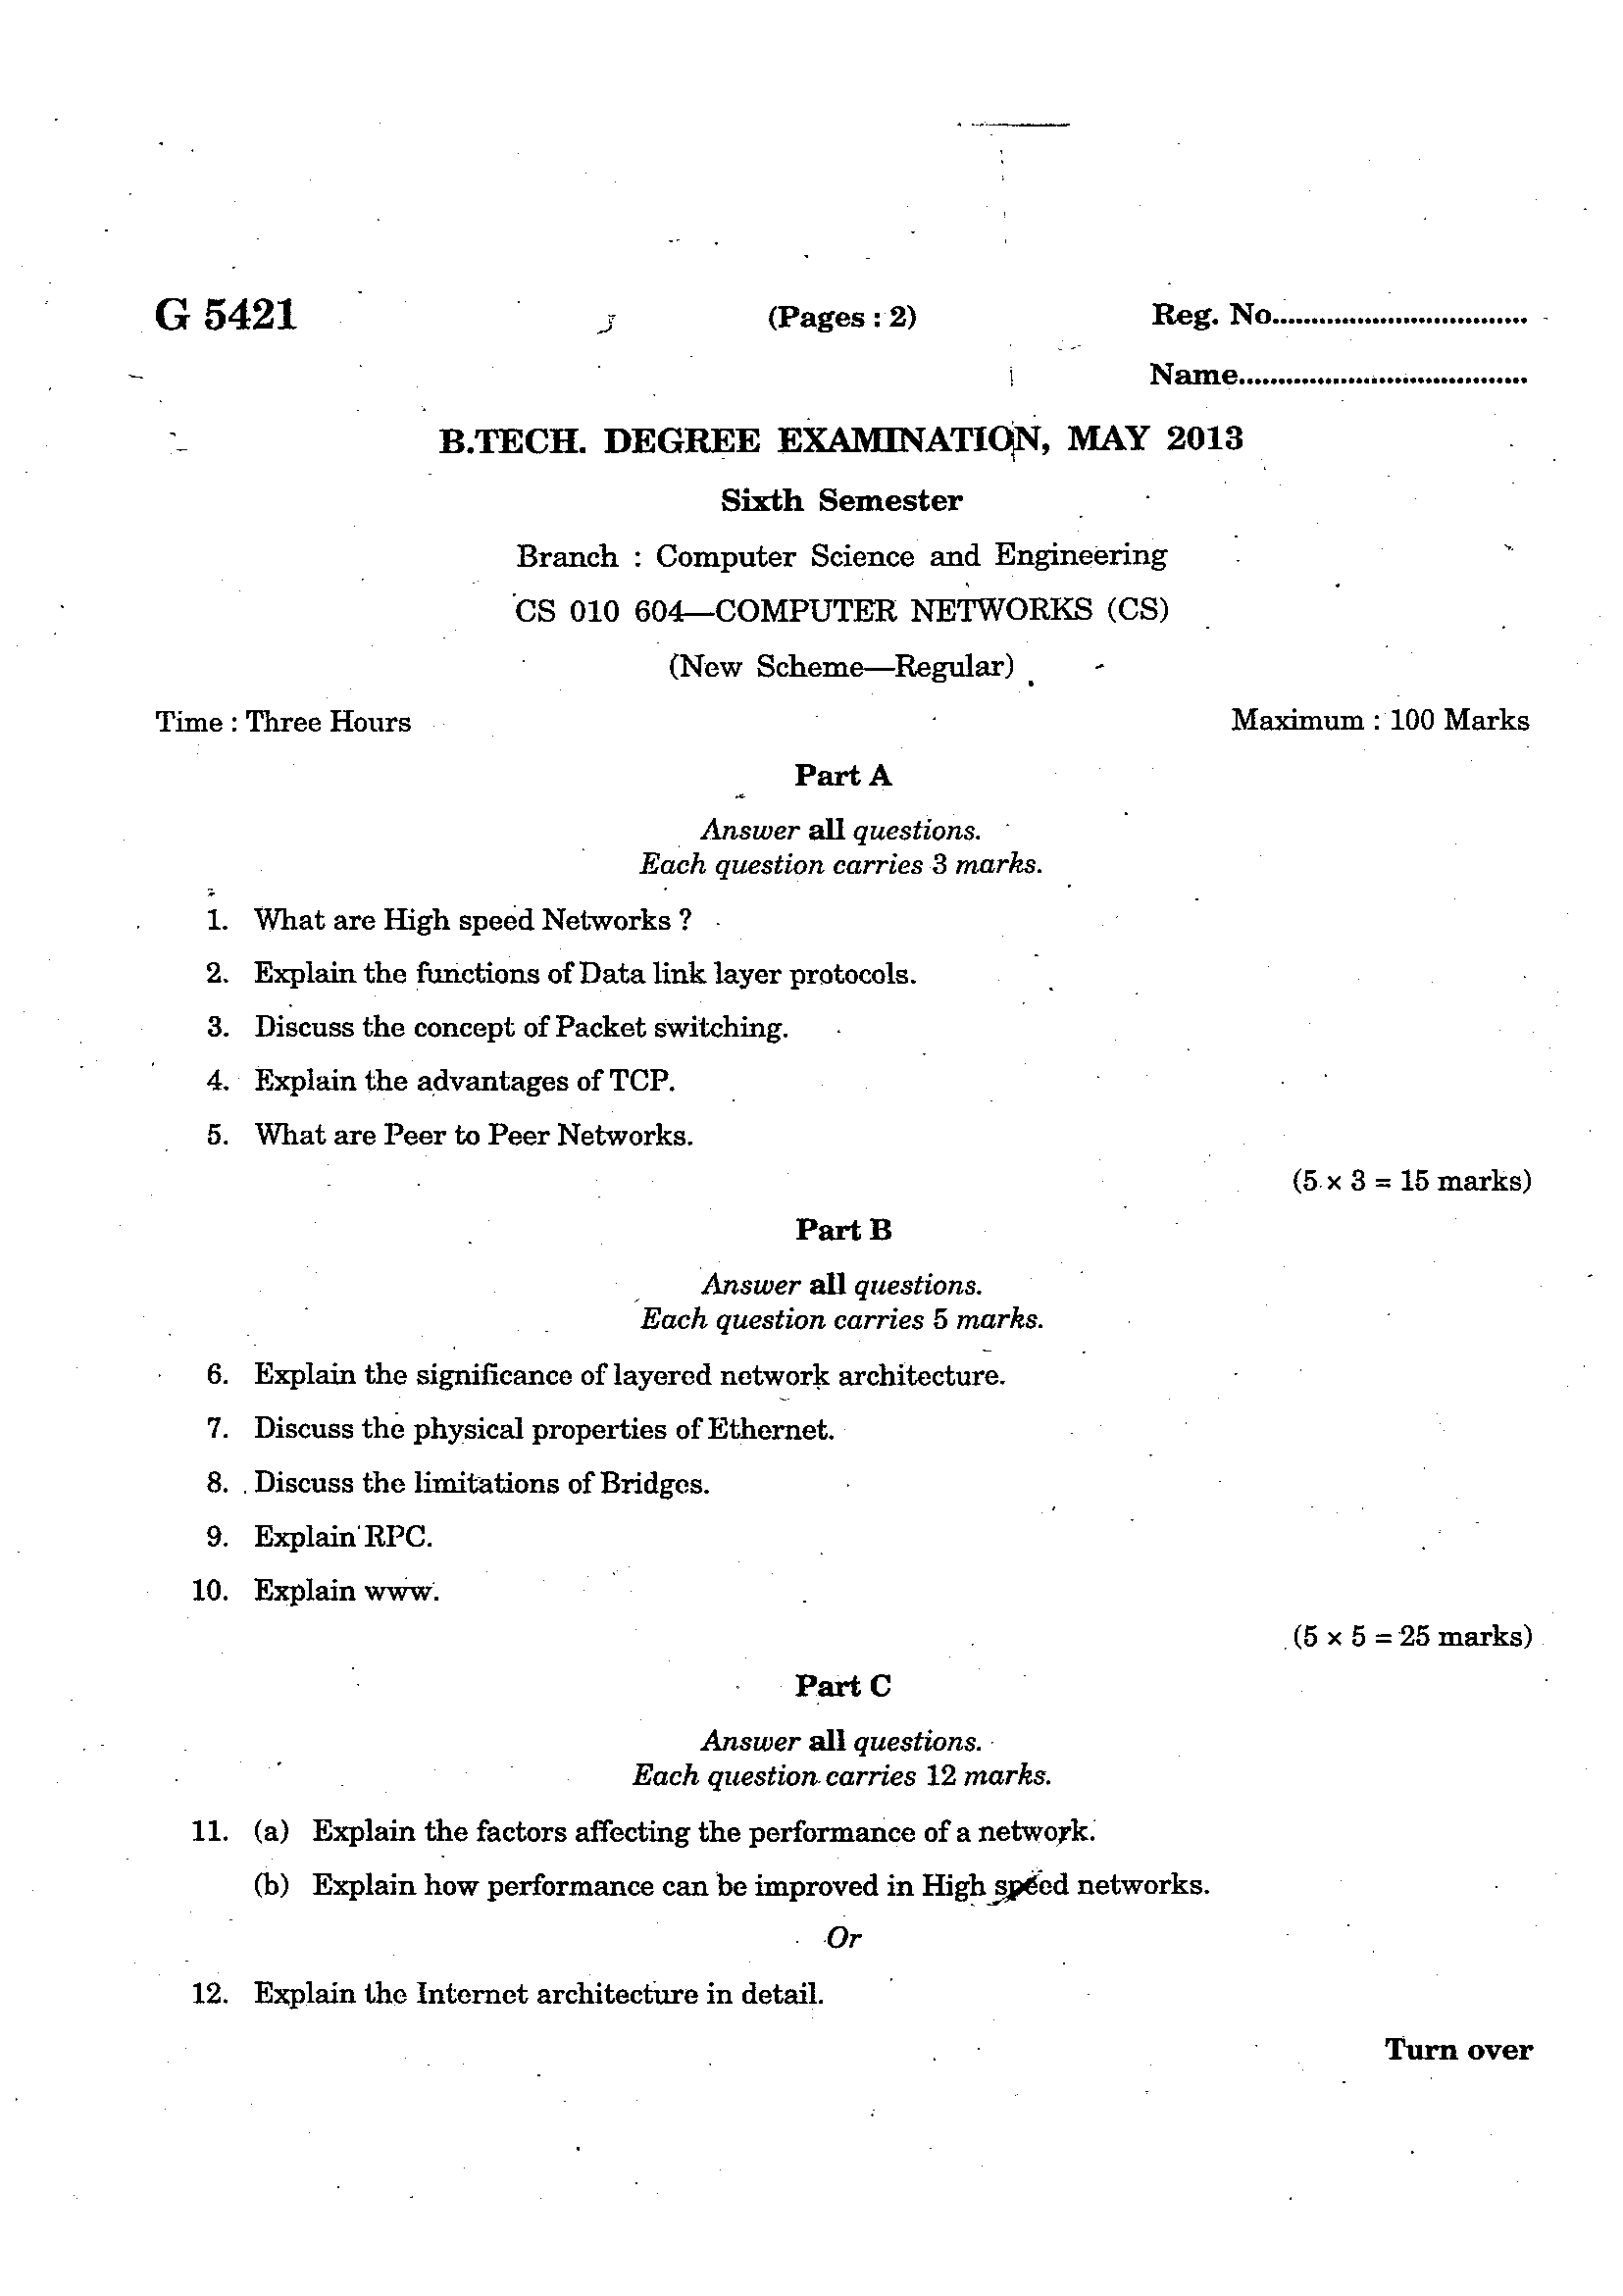 G 5421
(Pages : 2)
Reg. No.................................
Name.....................................
B.TECH. DEGREE EXAMINATION, MAY 2013
Sixth Semester
Branch : Computer Science and Engineering
CS 010 604—COMPUTER NETWORKS (CS)
(New Scheme—Regular)
Time : Three Hours
Maximum : 100 Marks
Part A
Answer all questions.
Each question carries 3 marks.
1. What are High speed Networks ?
2. Explain the functions of Data link layer protocols.
3. Discuss the concept of Packet switching.
4. Explain the advantages of TCP.
5. What are Peer to Peer Networks.
(5 × 3 = 15 marks)
Part B
Answer all questions.
Each question carries 5 marks.
6. Explain the significance of layered network architecture.
7. Discuss the physical properties of Ethernet.
8. Discuss the limitations of Bridges.
9. Explain RPC.
10. Explain www.
(5 × 5 = 25 marks)
Part C
Answer all questions.
Each question carries 12 marks.
11. (a) Explain the factors affecting the performance of a network.
(b) Explain how performance can be improved in High speed networks.
Or
12. Explain the Internet architecture in detail.
Turn over